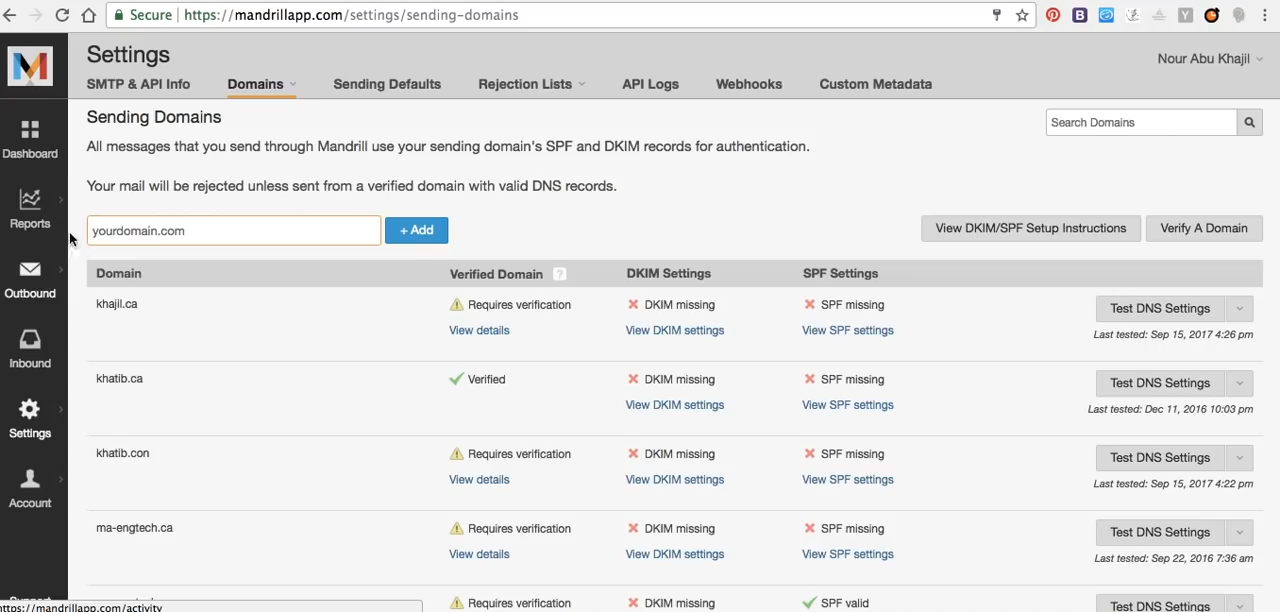 Secure | https://mandrillapp.com/settings/sending-domains
Settings
Nour Abu Khajil
SMTP & API Info Domains Sending Defaults Rejection Lists API Logs Webhooks Custom Metadata
Sending Domains
Search Domains
All messages that you send through Mandrill use your sending domain's SPF and DKIM records for authentication.
Your mail will be rejected unless sent from a verified domain with valid DNS records.
yourdomain.com + Add View DKIM/SPF Setup Instructions Verify A Domain
Domain Verified Domain ? DKIM Settings SPF Settings
khajil.ca Requires verification DKIM missing SPF missing Test DNS Settings
View details View DKIM settings View SPF settings Last tested: Sep 15, 2017 4:26 pm
khatib.ca Verified DKIM missing SPF missing Test DNS Settings
View DKIM settings View SPF settings Last tested: Dec 11, 2016 10:03 pm
khatib.con Requires verification DKIM missing SPF missing Test DNS Settings
View details View DKIM settings View SPF settings Last tested: Sep 15, 2017 4:22 pm
ma-engtech.ca Requires verification DKIM missing SPF missing Test DNS Settings
View details View DKIM settings View SPF settings Last tested: Sep 22, 2016 7:36 am
Requires verification DKIM missing SPF valid Test DNS Settings
Dashboard
Reports
Outbound
Inbound
Settings
Account
https://mandrillapp.com/activity